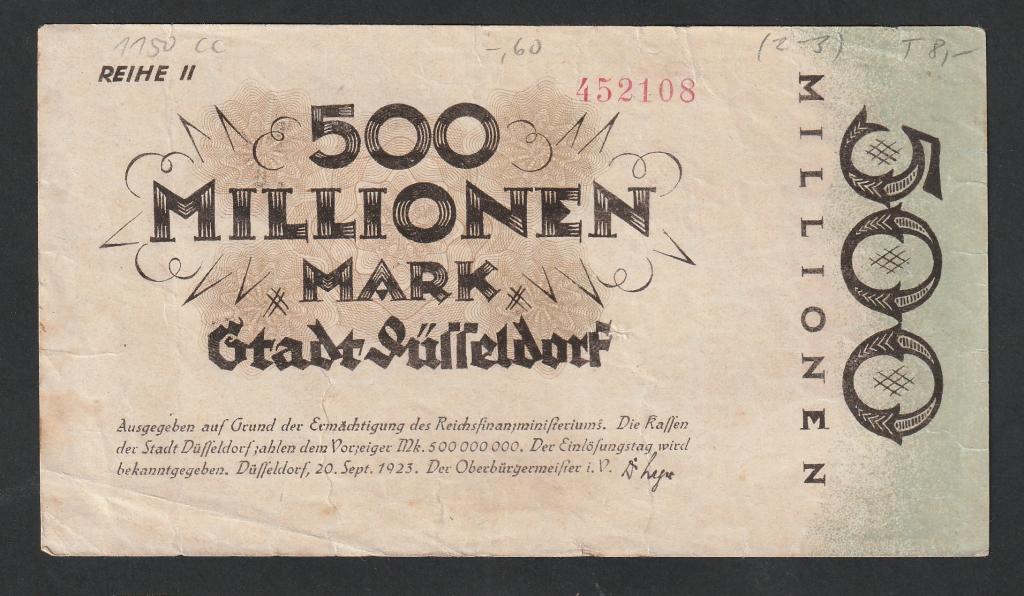 1150 CC -,60 (2-3) T 8,-
REIHE II
452108
500
MILLIONEN
MARK
Stadt Düsseldorf
Ausgegeben auf Grund der Ermächtigung des Reichsfinanzministeriums. Die Kassen
der Stadt Düsseldorf zahlen dem Vorzeiger Mk. 500 000 000. Der Einlösungstag wird
bekanntgegeben. Düsseldorf, 20. Sept. 1923. Der Oberbürgermeister i. V.
MILLIONEN
500